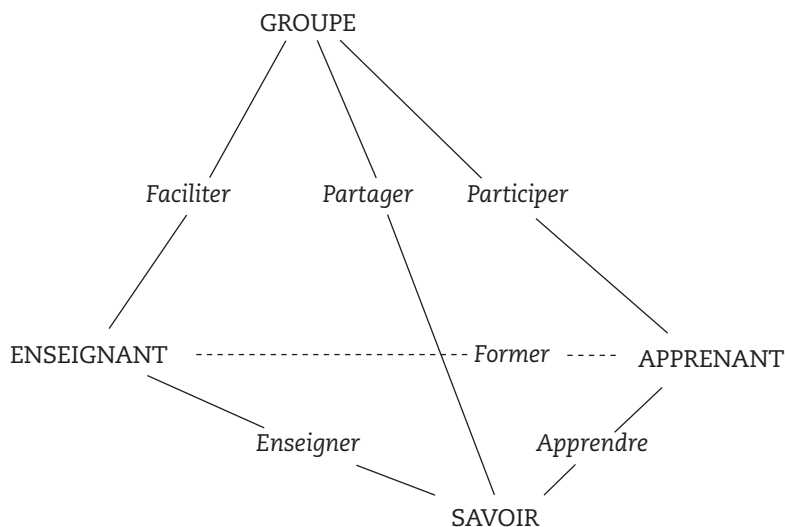 GROUPE
Faciliter Partager Participer
ENSEIGNANT Former APPRENANT
Enseigner Apprendre
SAVOIR